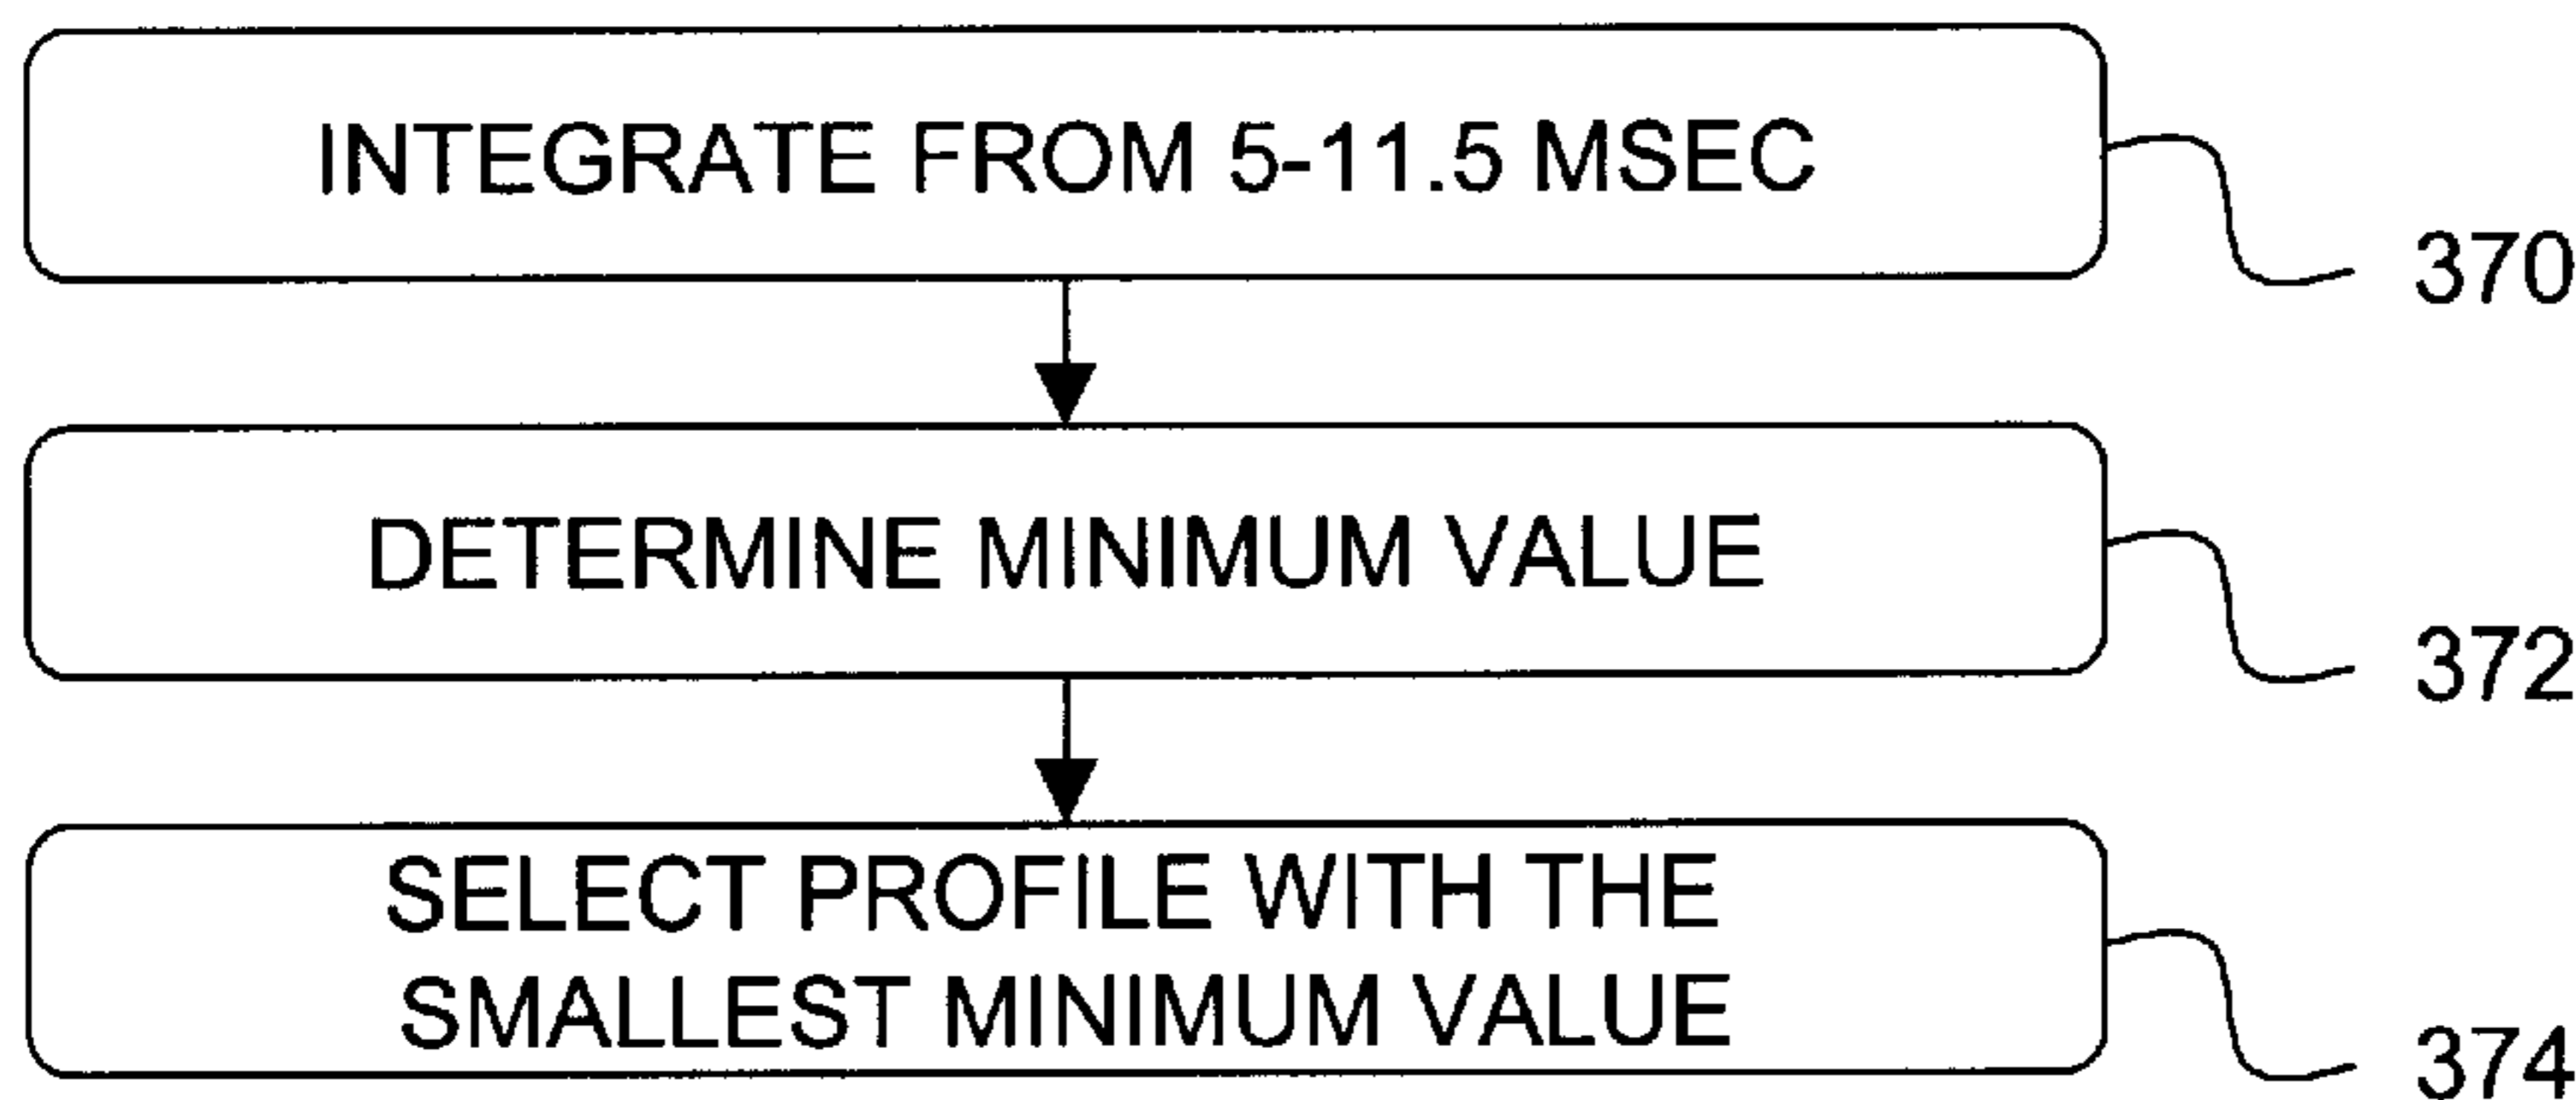 INTEGRATE FROM 5-11.5 MSEC
370
DETERMINE MINIMUM VALUE
372
SELECT PROFILE WITH THE
SMALLEST MINIMUM VALUE
374